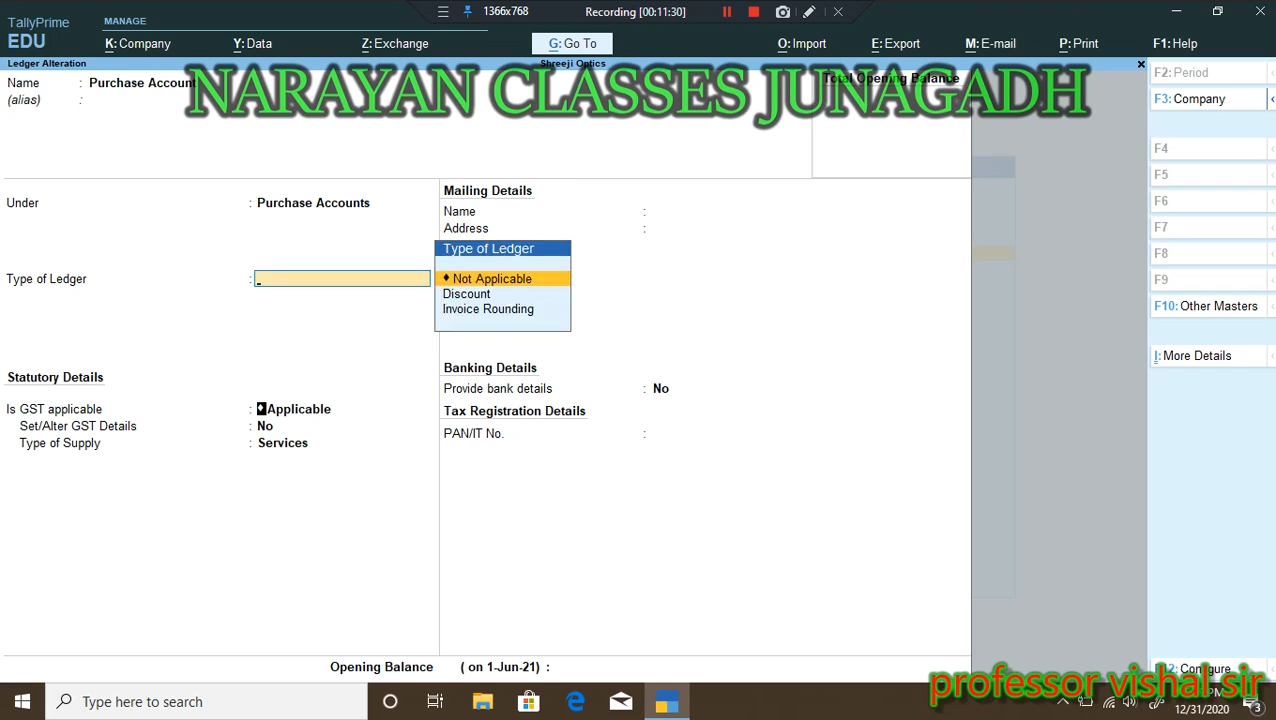 1366x768
Recording [00:11:30]
TallyPrime
EDU
MANAGE
K: Company
Y: Data
Z: Exchange
G: Go To
O: Import
E: Export
M: E-mail
P: Print
F1: Help
Ledger Alteration
Shreeji Optics
Name : Purchase Account
(alias) :
Total Opening Balance
NARAYAN CLASSES JUNAGADH
Under : Purchase Accounts
Type of Ledger :
Statutory Details
Is GST applicable : ♦ Applicable
Set/Alter GST Details : No
Type of Supply : Services
Mailing Details
Name :
Address :
Type of Ledger
♦ Not Applicable
Discount
Invoice Rounding
Banking Details
Provide bank details : No
Tax Registration Details
PAN/IT No. :
Opening Balance ( on 1-Jun-21) :
F2: Period
F3: Company
F4
F5
F6
F7
F8
F9
F10: Other Masters
I: More Details
F12: Configure
professor vishal sir
Type here to search
12/31/2020
3